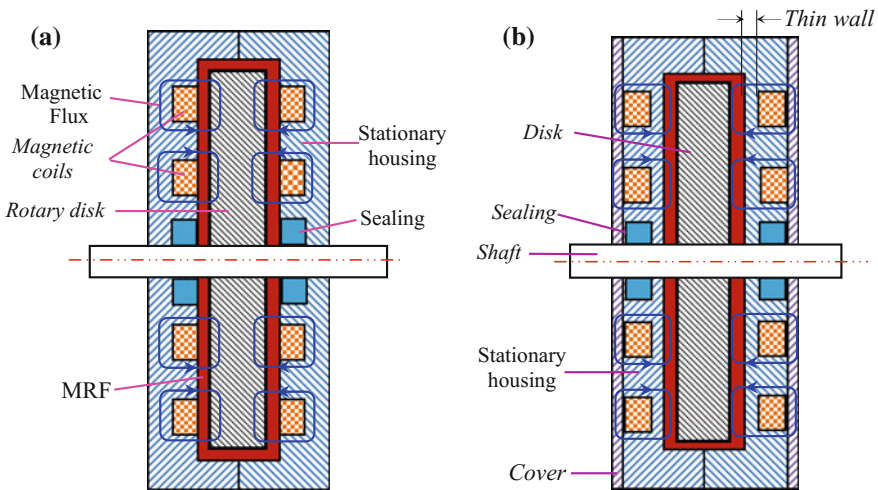 (a)
Magnetic
Flux
Magnetic
coils
Rotary disk
MRF
Stationary
housing
Sealing
(b)
Thin wall
Disk
Sealing
Shaft
Stationary
housing
Cover